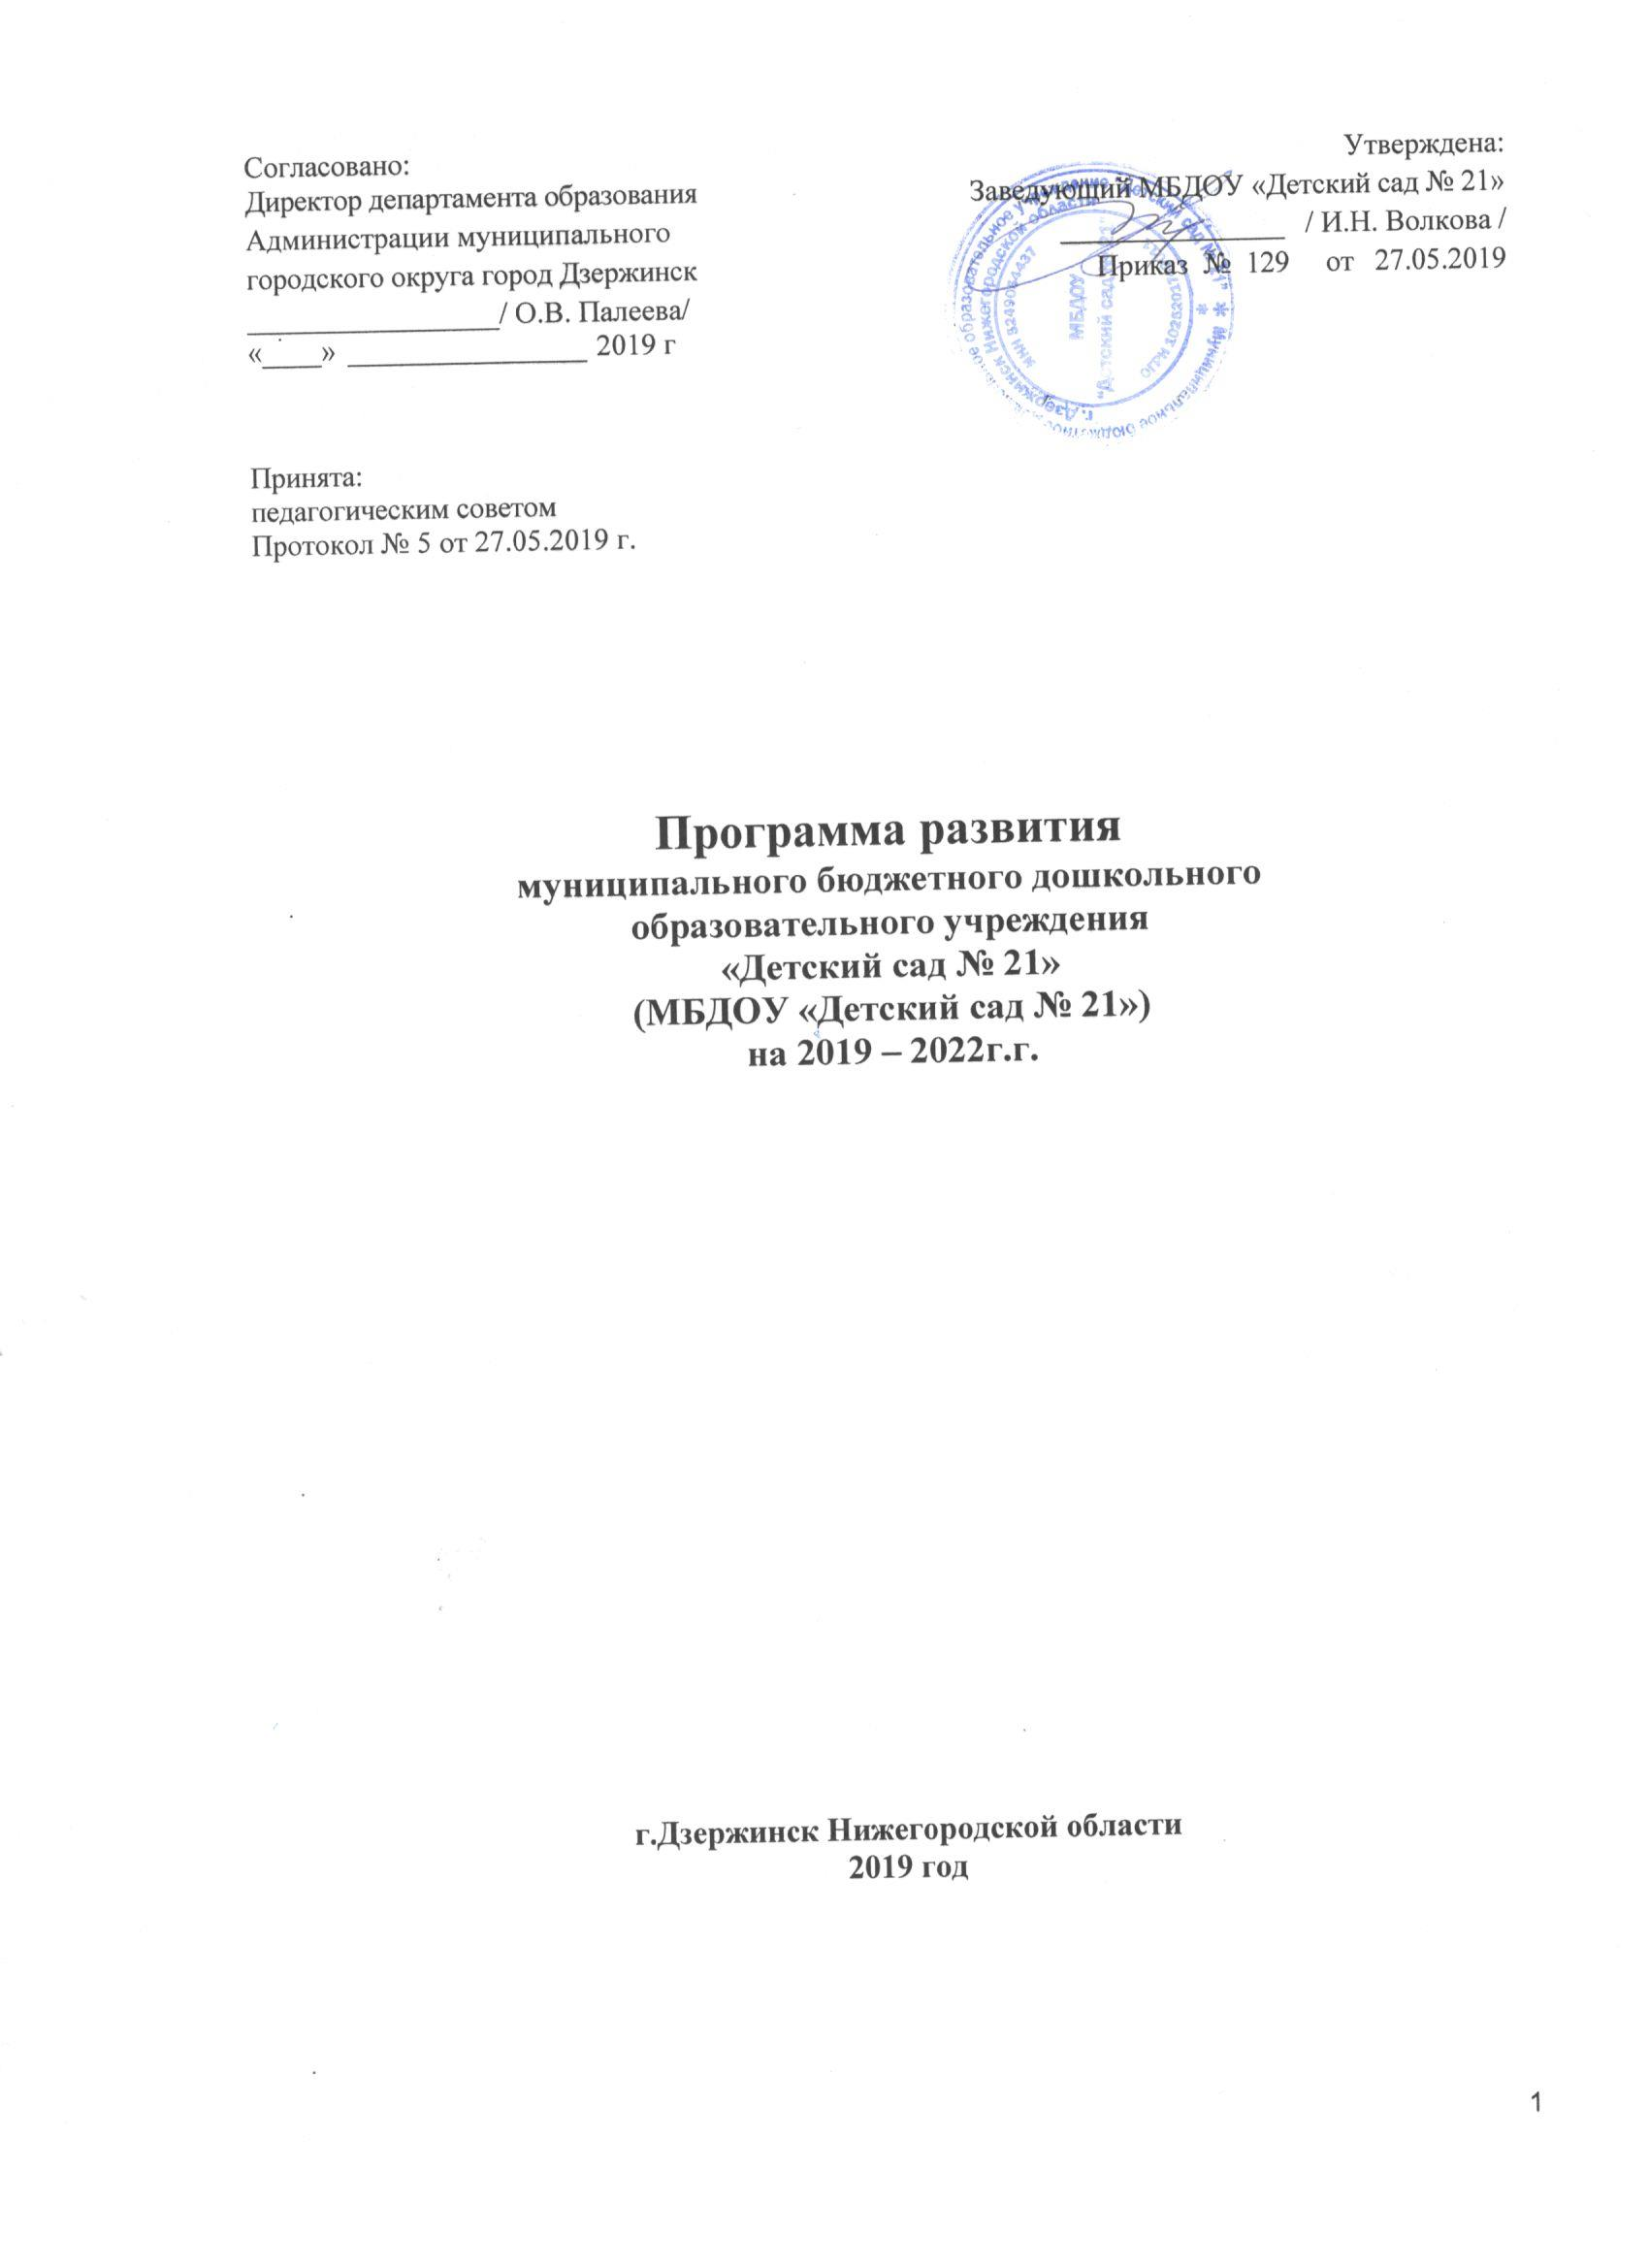 Согласовано:
Директор департамента образования
Администрации муниципального
городского округа город Дзержинск
__________________/ О.В. Палеева/
«____» _________________ 2019 г
Утверждена:
Заведующий МБДОУ «Детский сад № 21»
________________ / И.Н. Волкова /
Приказ № 129 от 27.05.2019
МБДОУ
Принята:
педагогическим советом
Протокол № 5 от 27.05.2019 г.
Программа развития
муниципального бюджетного дошкольного
образовательного учреждения
«Детский сад № 21»
(МБДОУ «Детский сад № 21»)
на 2019 – 2022г.г.
г.Дзержинск Нижегородской области
2019 год
1